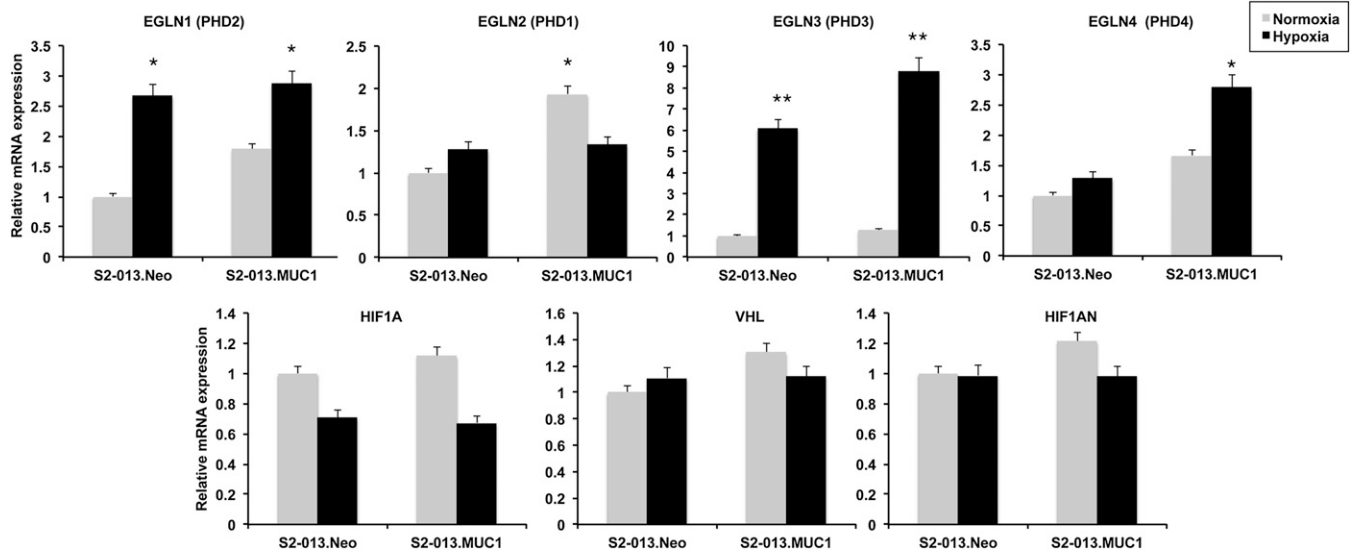 EGLN1 (PHD2)
EGLN2 (PHD1)
EGLN3 (PHD3)
EGLN4 (PHD4)
Normoxia
Hypoxia
Relative mRNA expression
3.5
3
2.5
2
1.5
1
0.5
0
*
*
S2-013.Neo
S2-013.MUC1
2.5
2
1.5
1
0.5
0
*
S2-013.Neo
S2-013.MUC1
10
9
8
7
6
5
4
3
2
1
0
**
**
S2-013.Neo
S2-013.MUC1
3.5
3
2.5
2
1.5
1
0.5
0
*
S2-013.Neo
S2-013.MUC1
HIF1A
VHL
HIF1AN
Relative mRNA expression
1.4
1.2
1
0.8
0.6
0.4
0.2
0
S2-013.Neo
S2-013.MUC1
1.6
1.4
1.2
1
0.8
0.6
0.4
0.2
0
S2-013.Neo
S2-013.MUC1
1.4
1.2
1
0.8
0.6
0.4
0.2
0
S2-013.Neo
S2-013.MUC1